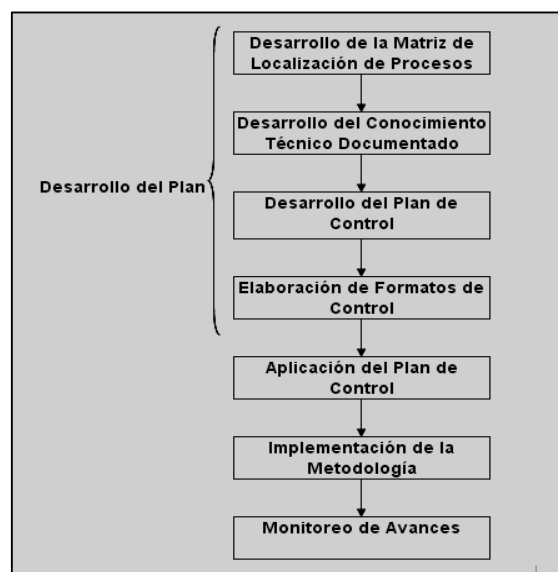 Desarrollo de la Matriz de
Localización de Procesos
Desarrollo del Conocimiento
Técnico Documentado
Desarrollo del Plan
Desarrollo del Plan de
Control
Elaboración de Formatos de
Control
Aplicación del Plan de
Control
Implementación de la
Metodología
Monitoreo de Avances